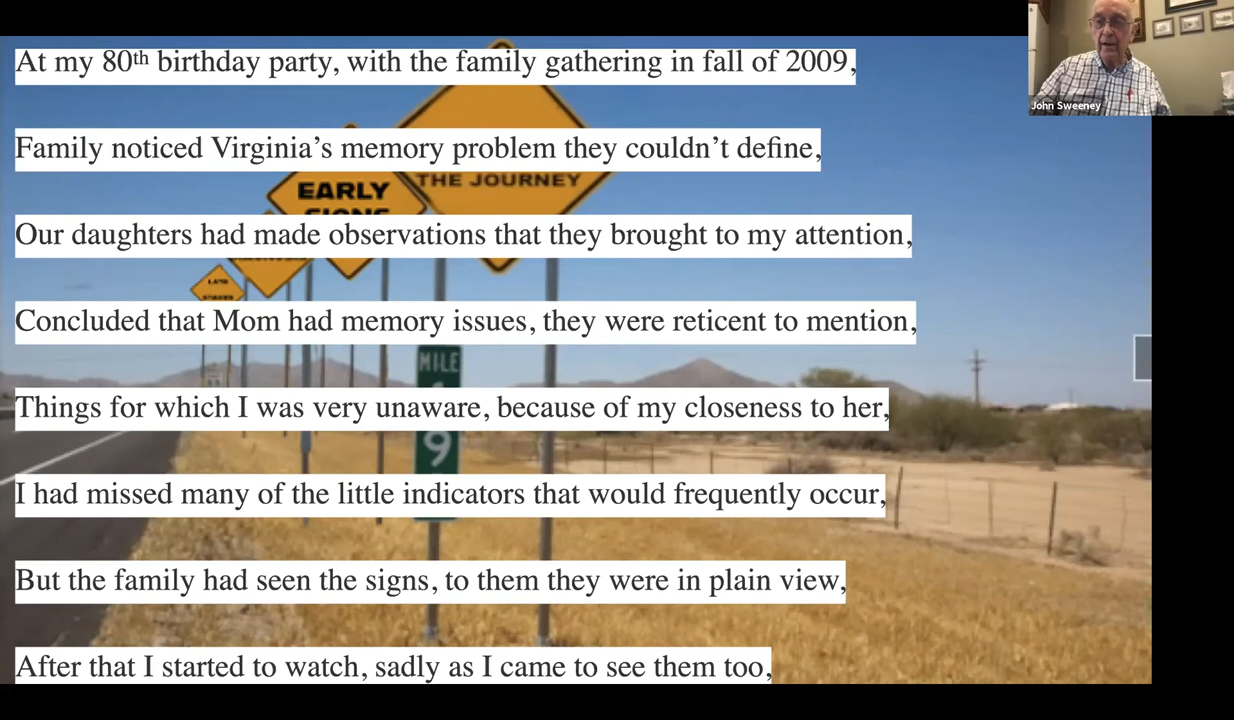 At my 80th birthday party, with the family gathering in fall of 2009,
John Sweeney
Family noticed Virginia's memory problem they couldn't define,
THE JOURNEY
EARLY
SIGNS
Our daughters had made observations that they brought to my attention,
LATE
STAGES
Concluded that Mom had memory issues, they were reticent to mention,
MILE
Things for which I was very unaware, because of my closeness to her,
9
I had missed many of the little indicators that would frequently occur,
But the family had seen the signs, to them they were in plain view,
After that I started to watch, sadly as I came to see them too,